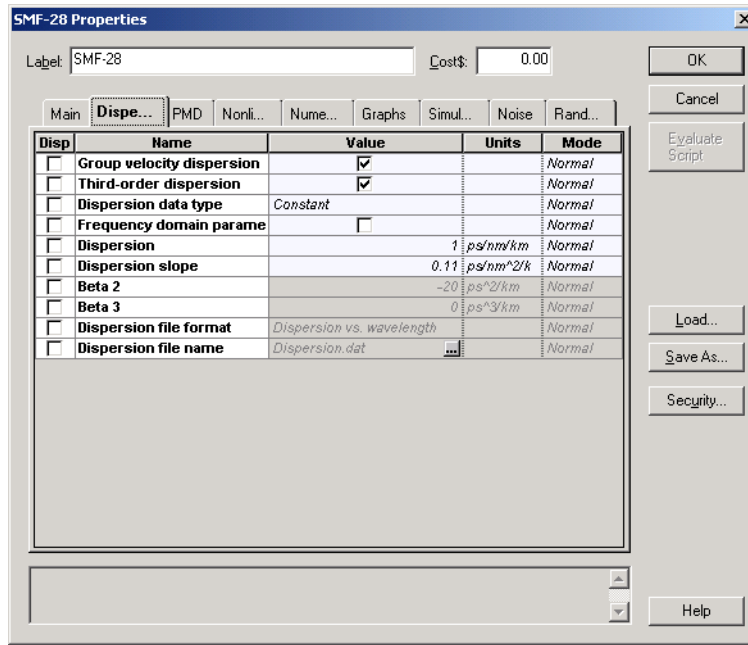 SMF-28 Properties
Label: SMF-28 Cost$: 0.00
OK
Cancel
Evaluate Script
Main Dispe... PMD Nonli... Nume... Graphs Simul... Noise Rand...
Disp Name Value Units Mode
Group velocity dispersion Normal
Third-order dispersion Normal
Dispersion data type Constant Normal
Frequency domain parame Normal
Dispersion 1 ps/nm/km Normal
Dispersion slope 0.11 ps/nm^2/k Normal
Beta 2 -20 ps^2/km Normal
Beta 3 0 ps^3/km Normal
Dispersion file format Dispersion vs. wavelength Normal
Dispersion file name Dispersion.dat ... Normal
Load...
Save As...
Security...
Help